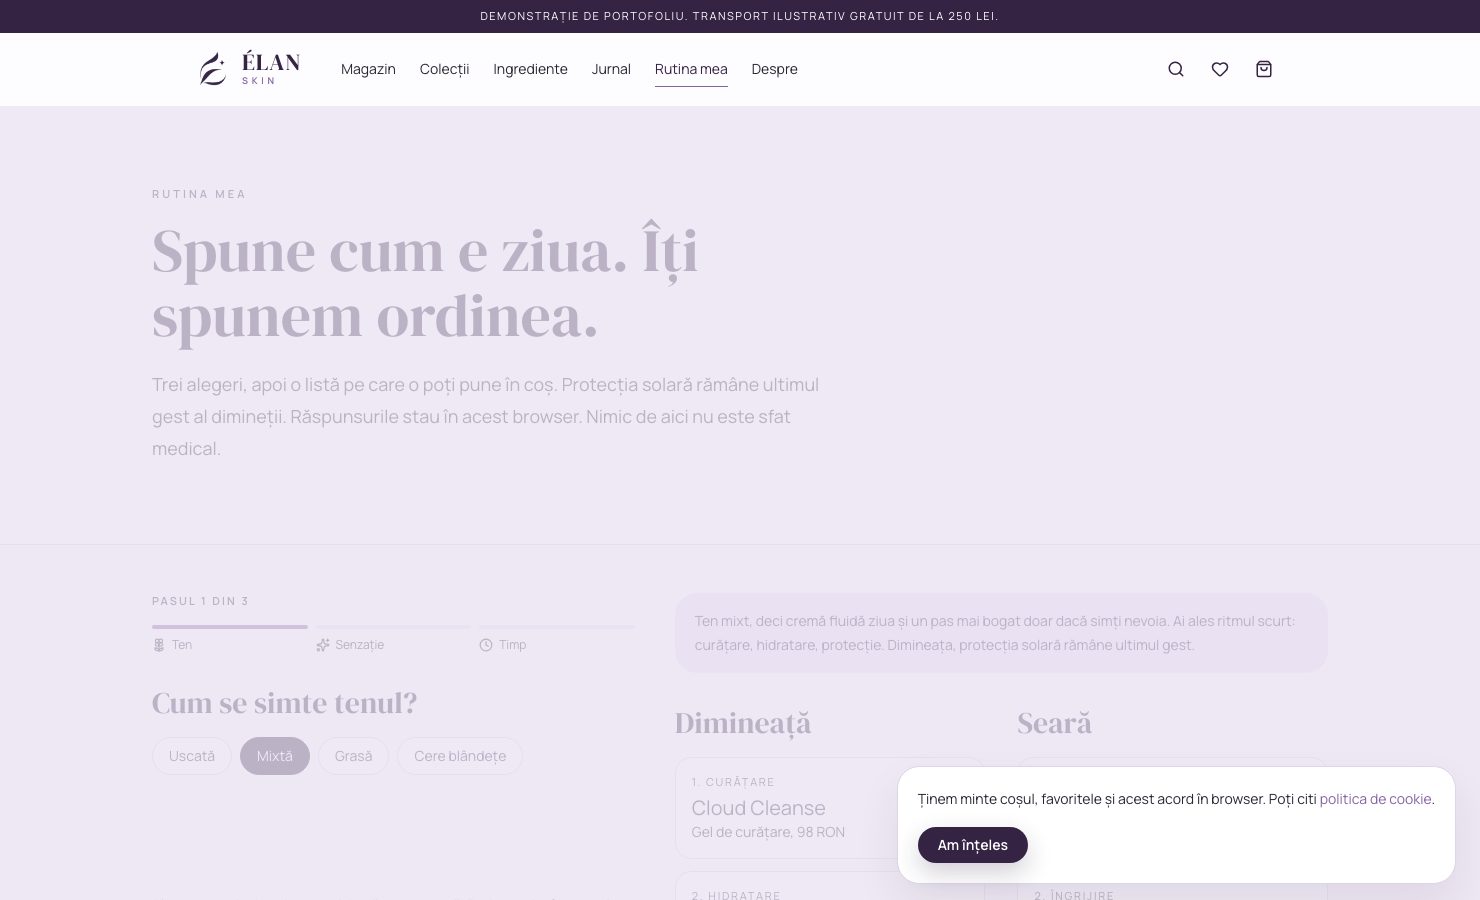 DEMONSTRAȚIE DE PORTOFOLIU. TRANSPORT ILUSTRATIV GRATUIT DE LA 250 LEI.
ÉLAN
SKIN
Magazin
Colecții
Ingrediente
Jurnal
Rutina mea
Despre
RUTINA MEA
Spune cum e ziua. Îți
spunem ordinea.
Trei alegeri, apoi o listă pe care o poți pune în coș. Protecția solară rămâne ultimul
gest al dimineții. Răspunsurile stau în acest browser. Nimic de aici nu este sfat
medical.
PASUL 1 DIN 3
Ten
Senzație
Timp
Cum se simte tenul?
Uscată
Mixtă
Grasă
Cere blândețe
Ten mixt, deci cremă fluidă ziua și un pas mai bogat doar dacă simți nevoia. Ai ales ritmul scurt:
curățare, hidratare, protecție. Dimineața, protecția solară rămâne ultimul gest.
Dimineață
Seară
1. CURĂȚARE
Cloud Cleanse
Gel de curățare, 98 RON
2. HIDRATARE
2. ÎNGRIJIRE
Ținem minte coșul, favoritele și acest acord în browser. Poți citi politica de cookie.
Am înțeles